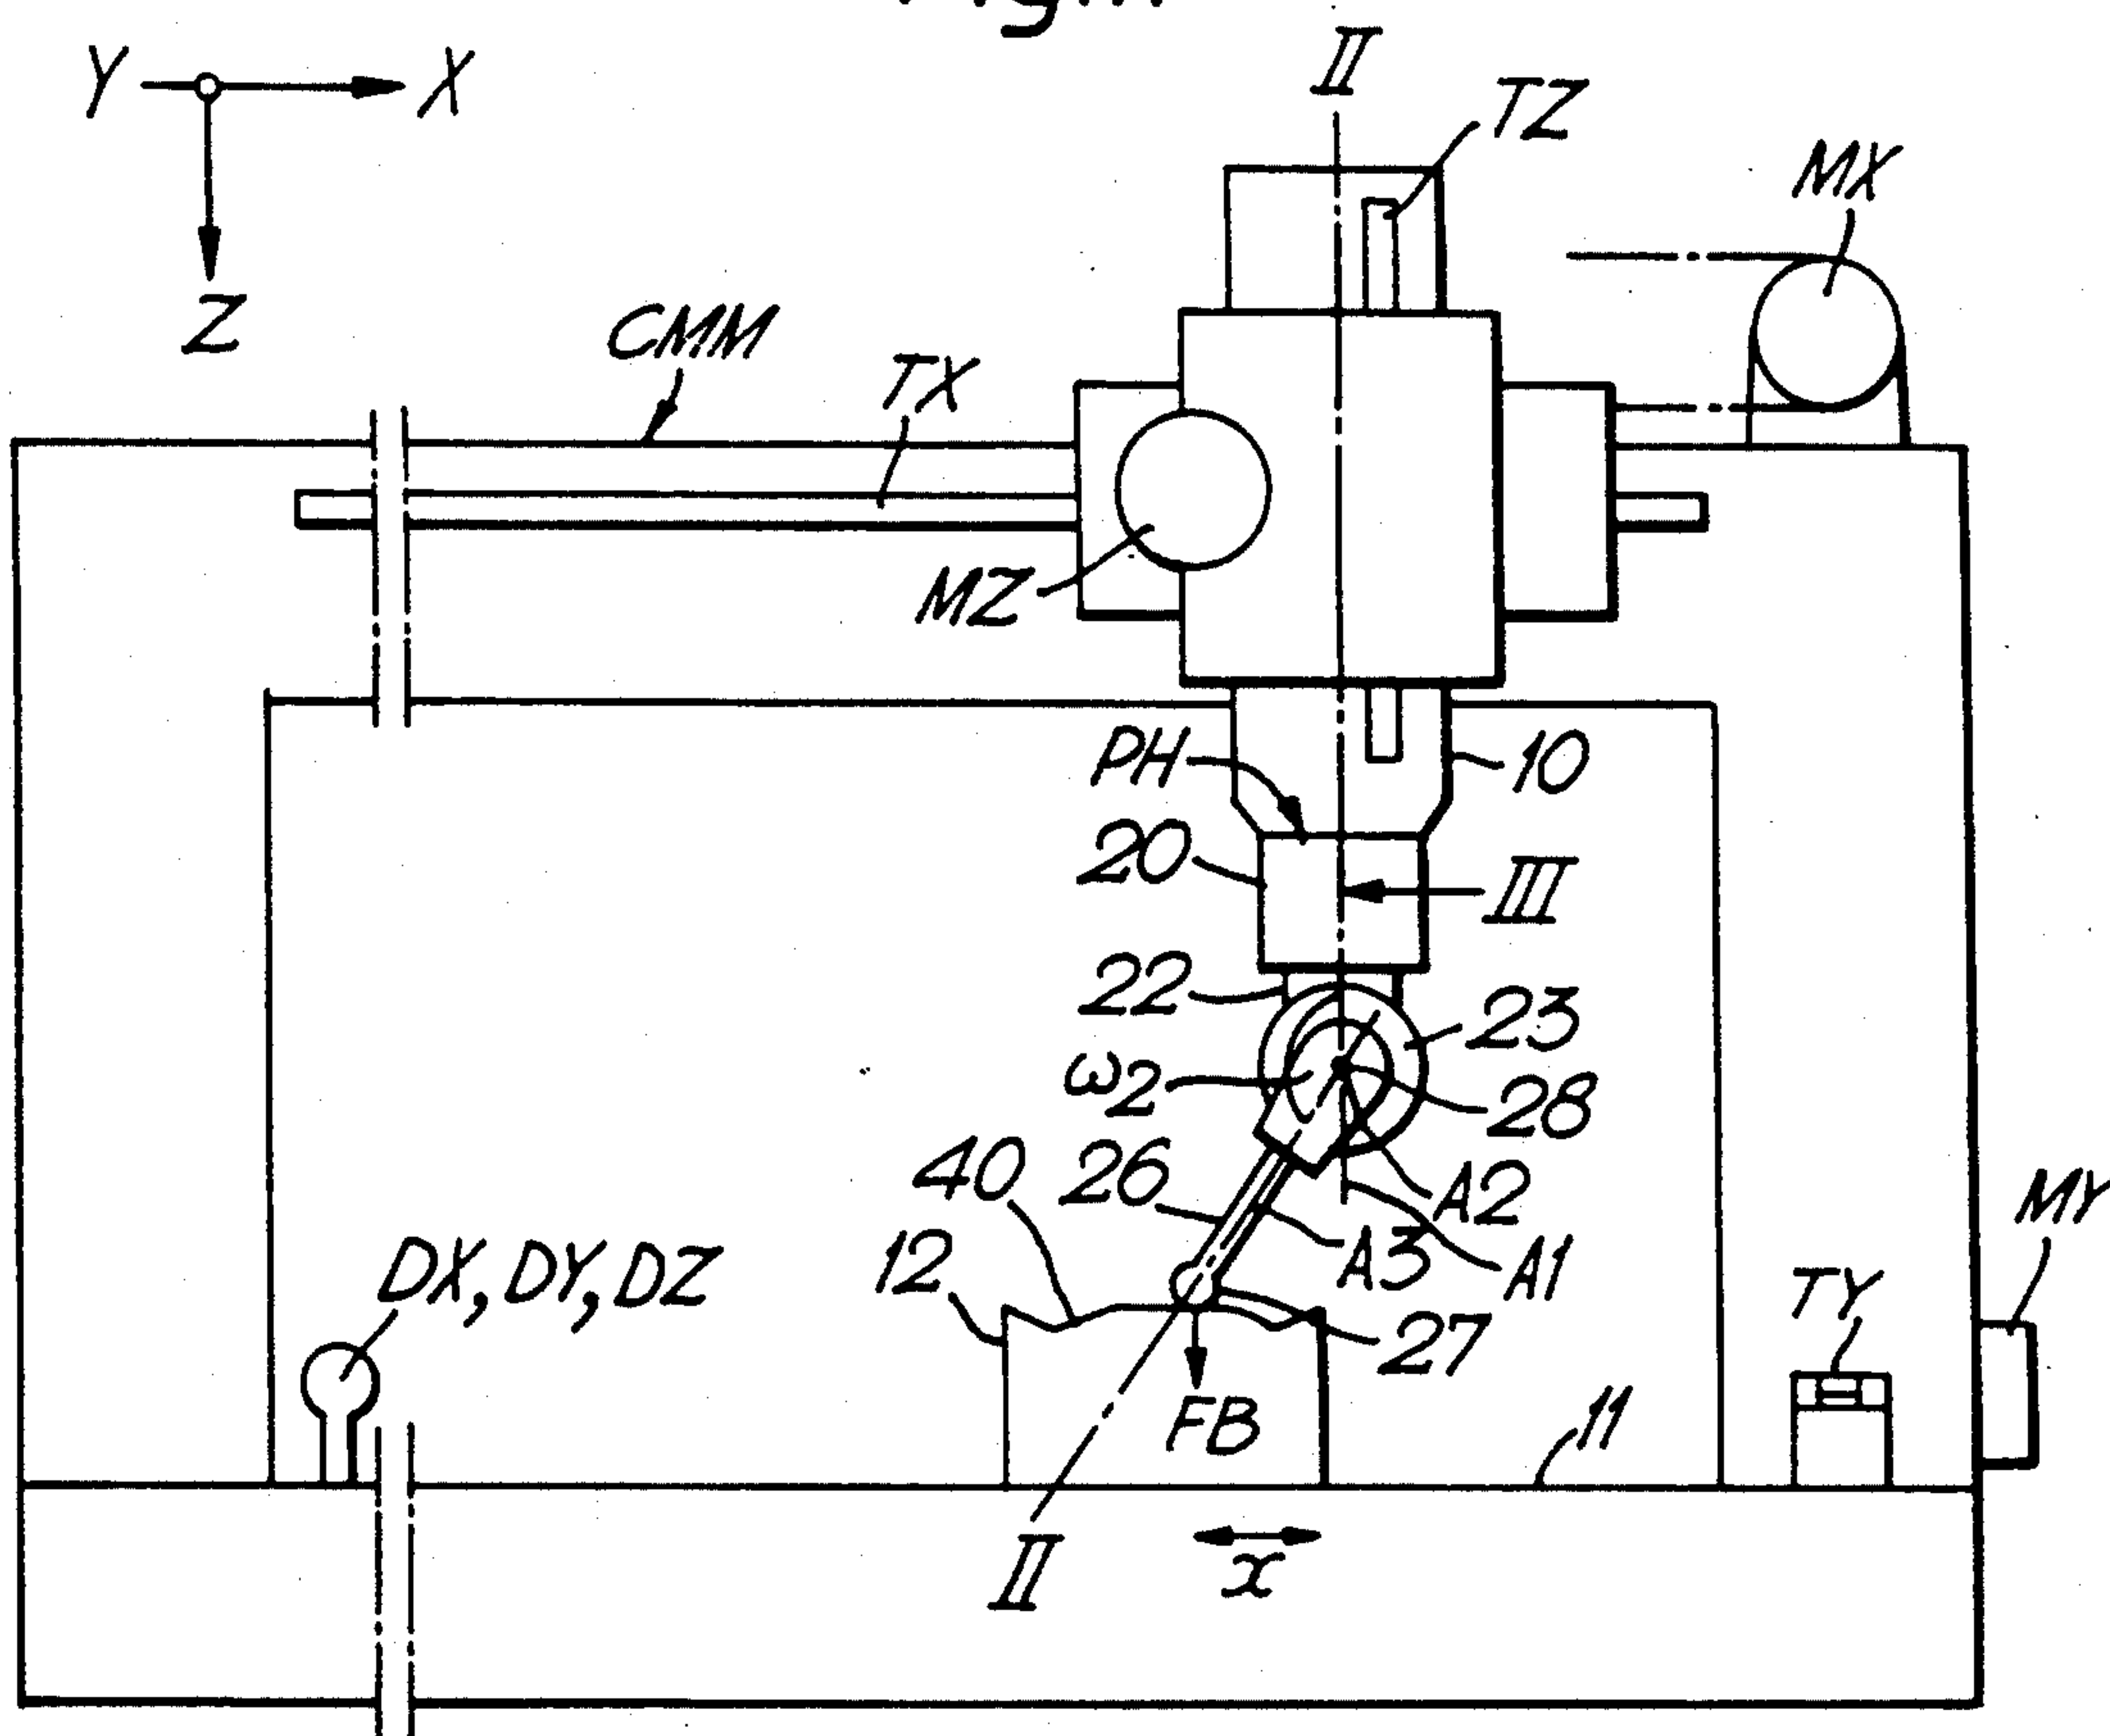 II
TZ
Y
X
MX
Z
CMM
TX
MZ
PH
10
20
III
22
23
ω2
28
40
26
A2
MY
DX, DY, DZ
12
A3
A1
TY
27
FB
11
II
x